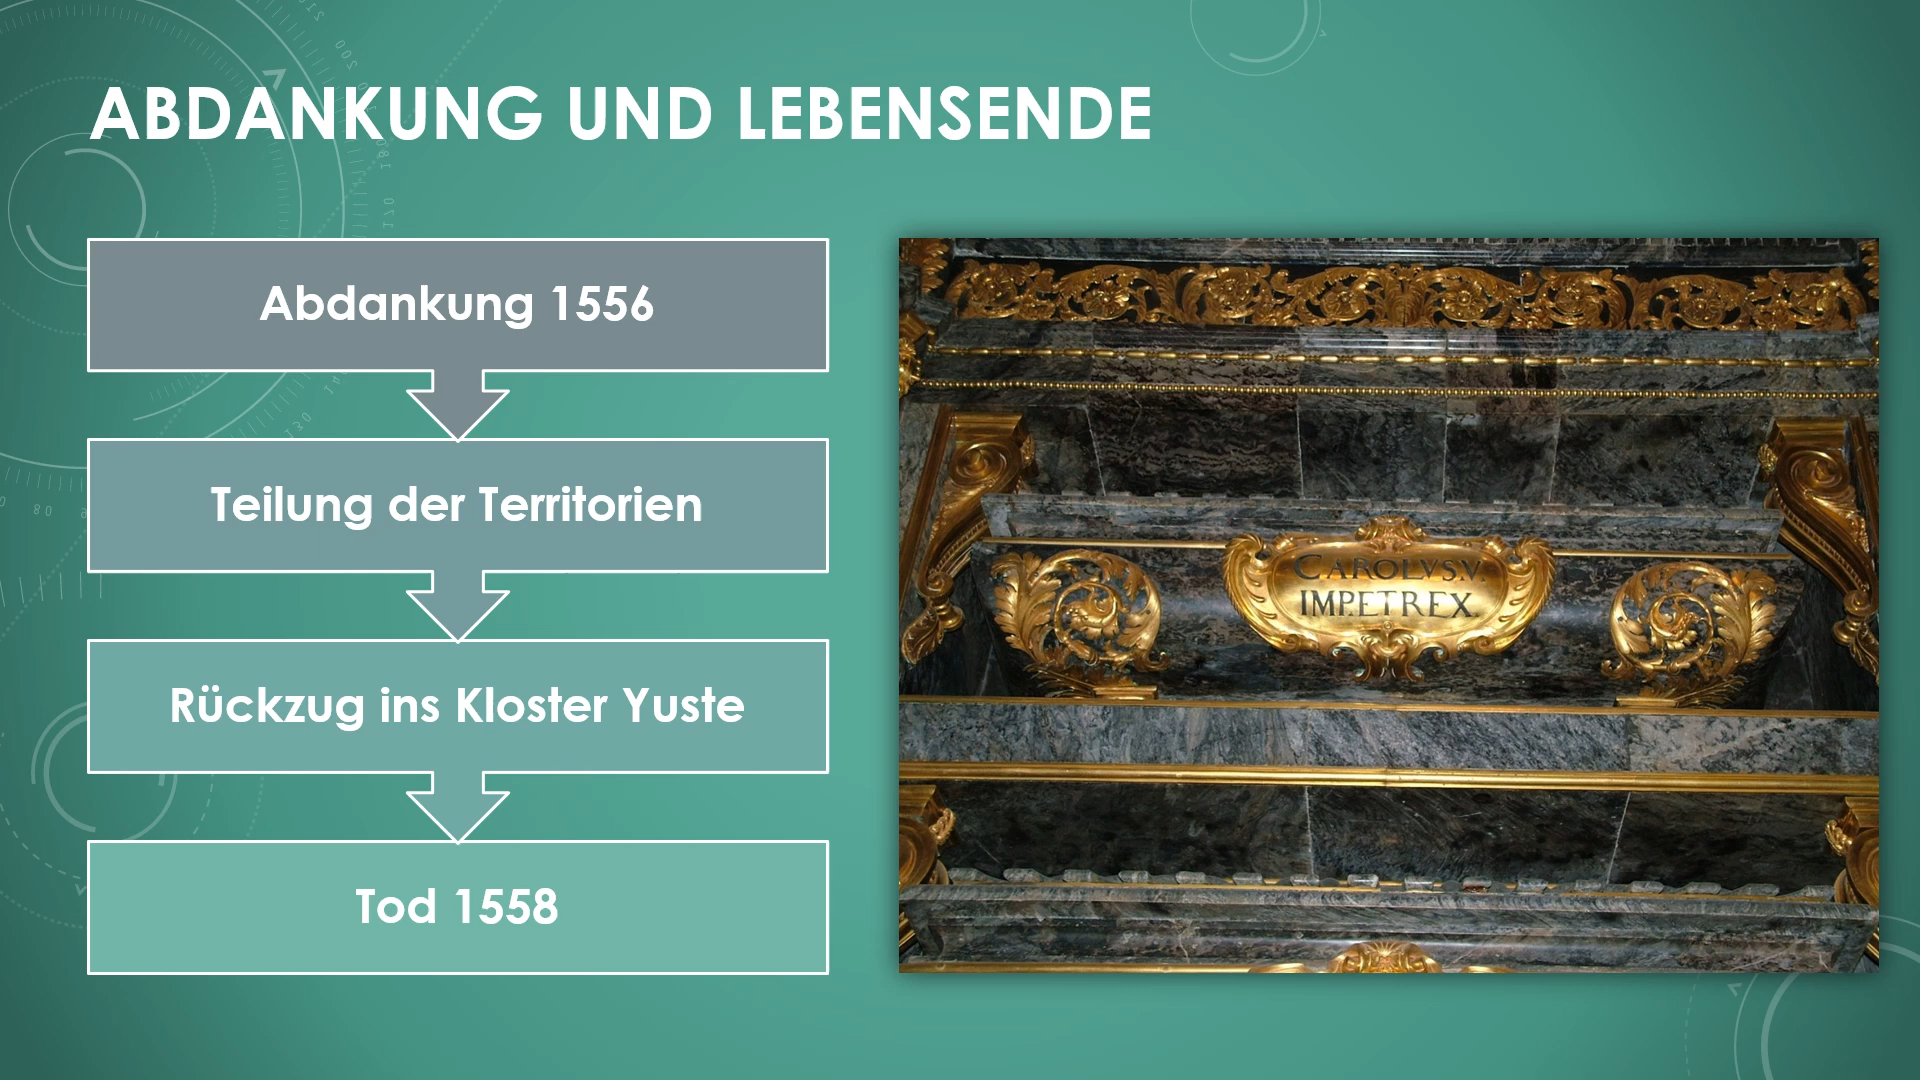 ABDANKUNG UND LEBENSENDE
Abdankung 1556
Teilung der Territorien
Rückzug ins Kloster Yuste
Tod 1558
CAROLVS.V.
IMP.ET REX.